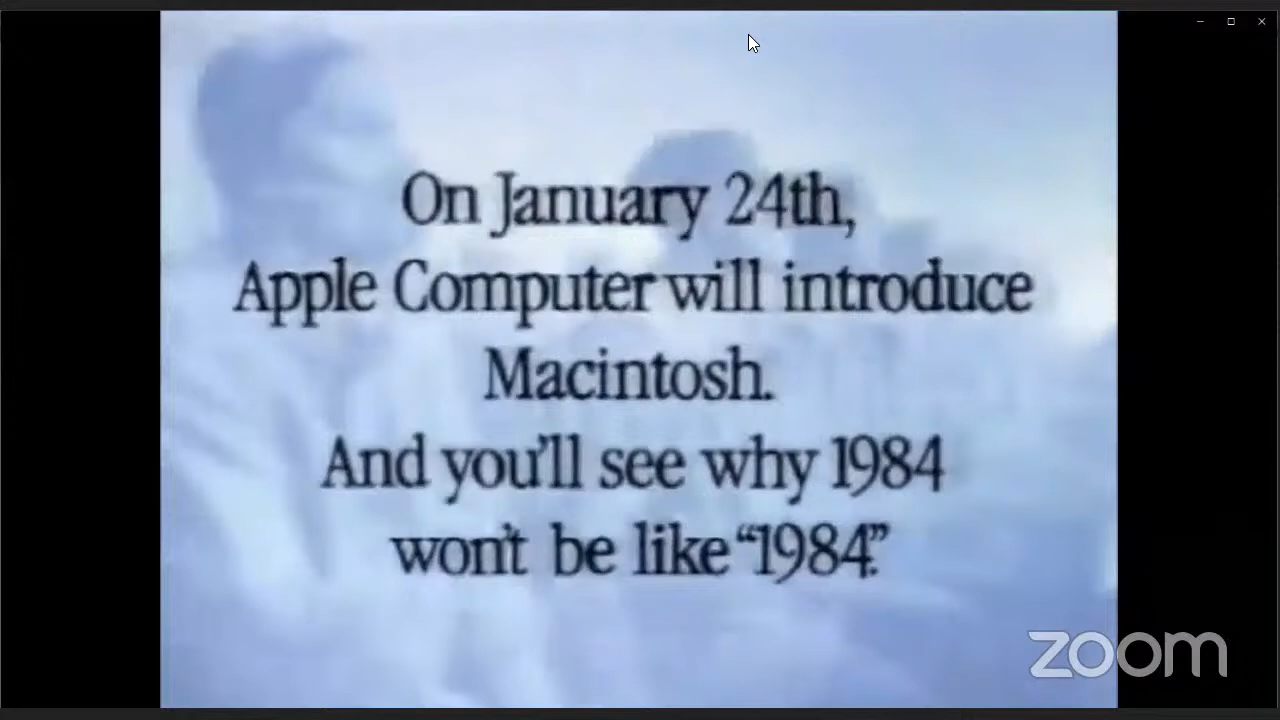 On January 24th,
Apple Computer will introduce
Macintosh.
And you'll see why 1984
won't be like “1984.”
zoom